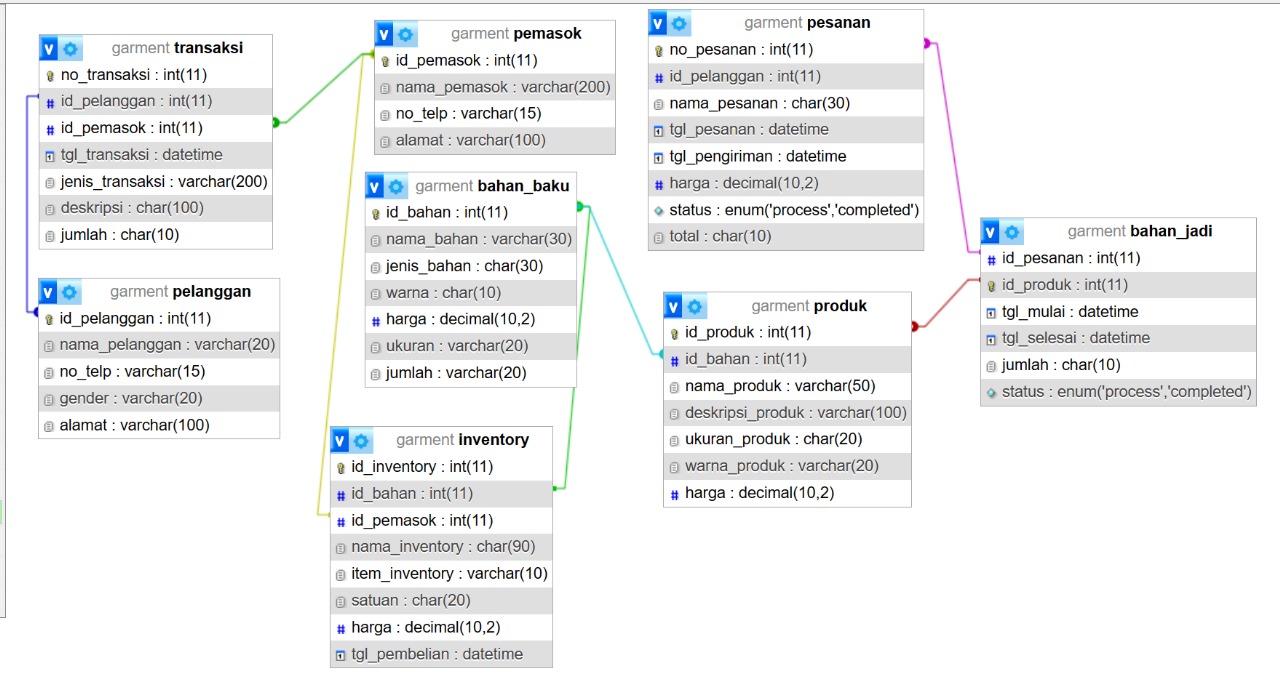 garment transaksi
no_transaksi : int(11)
id_pelanggan : int(11)
id_pemasok : int(11)
tgl_transaksi : datetime
jenis_transaksi : varchar(200)
deskripsi : char(100)
jumlah : char(10)
garment pelanggan
id_pelanggan : int(11)
nama_pelanggan : varchar(20)
no_telp : varchar(15)
gender : varchar(20)
alamat : varchar(100)
garment pemasok
id_pemasok : int(11)
nama_pemasok : varchar(200)
no_telp : varchar(15)
alamat : varchar(100)
garment bahan_baku
id_bahan : int(11)
nama_bahan : varchar(30)
jenis_bahan : char(30)
warna : char(10)
harga : decimal(10,2)
ukuran : varchar(20)
jumlah : varchar(20)
garment inventory
id_inventory : int(11)
id_bahan : int(11)
id_pemasok : int(11)
nama_inventory : char(90)
item_inventory : varchar(10)
satuan : char(20)
harga : decimal(10,2)
tgl_pembelian : datetime
garment pesanan
no_pesanan : int(11)
id_pelanggan : int(11)
nama_pesanan : char(30)
tgl_pesanan : datetime
tgl_pengiriman : datetime
harga : decimal(10,2)
status : enum('process','completed')
total : char(10)
garment produk
id_produk : int(11)
id_bahan : int(11)
nama_produk : varchar(50)
deskripsi_produk : varchar(100)
ukuran_produk : char(20)
warna_produk : varchar(20)
harga : decimal(10,2)
garment bahan_jadi
id_pesanan : int(11)
id_produk : int(11)
tgl_mulai : datetime
tgl_selesai : datetime
jumlah : char(10)
status : enum('process','completed')